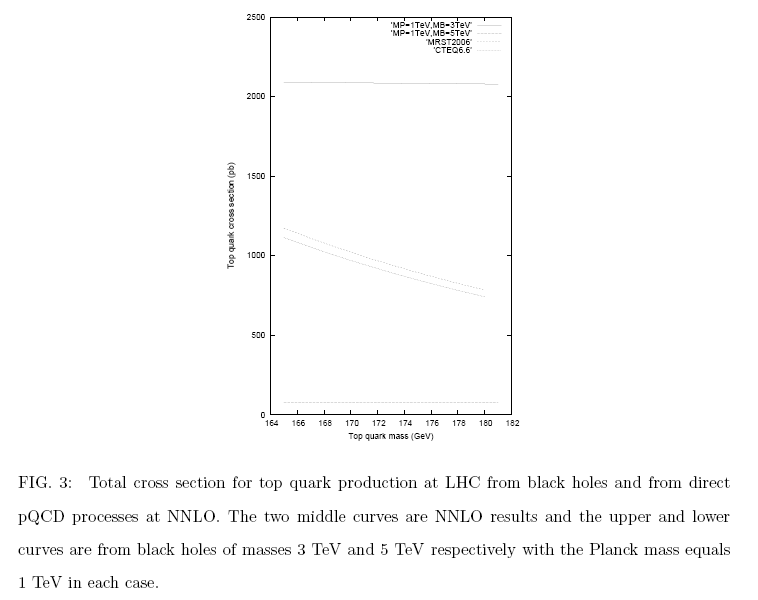 2500
2000
1500
1000
500
0
'MP=1TeV,MB=3TeV'
'MP=1TeV,MB=5TeV'
'MRST2006'
'CTEQ6.6'
Top quark cross section (pb)
164 166 168 170 172 174 176 178 180 182
Top quark mass (GeV)
FIG. 3: Total cross section for top quark production at LHC from black holes and from direct
pQCD processes at NNLO. The two middle curves are NNLO results and the upper and lower
curves are from black holes of masses 3 TeV and 5 TeV respectively with the Planck mass equals
1 TeV in each case.